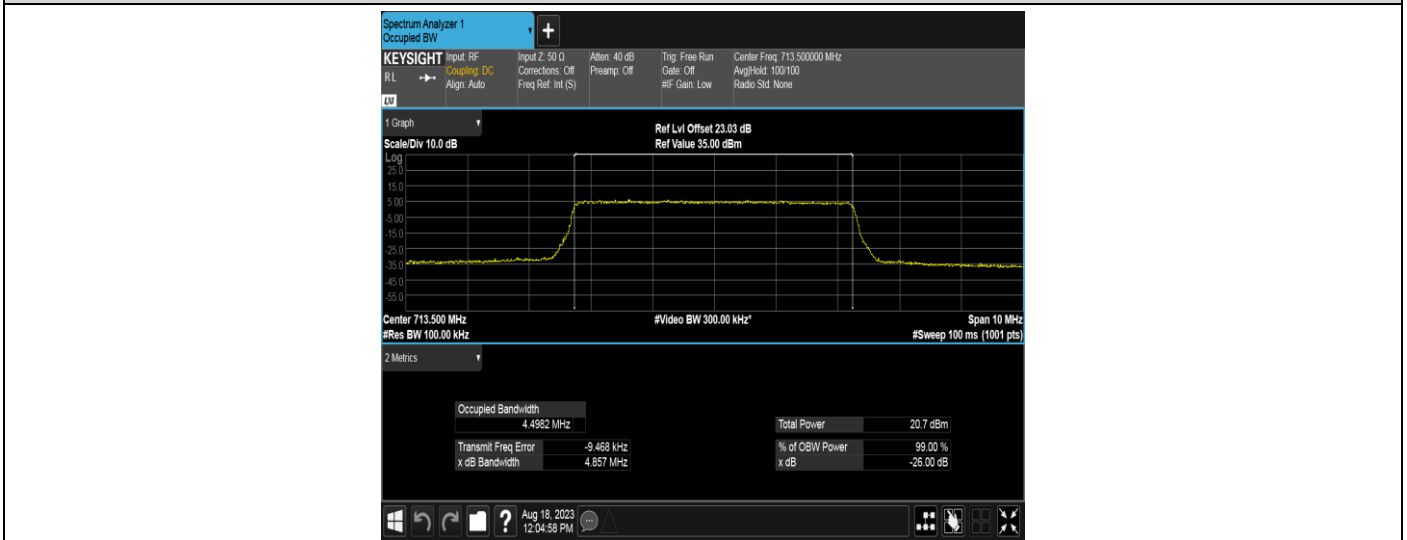 Spectrum Analyzer 1
Occupied BW
+
KEYSIGHT
RL
LXI
Input: RF
Coupling: DC
Align: Auto
Input Z: 50 Ω
Corrections: Off
Freq Ref: Int (S)
Atten: 40 dB
Preamp: Off
Trig: Free Run
Gate: Off
#IF Gain: Low
Center Freq: 713.500000 MHz
Avg|Hold: 100/100
Radio Std: None
1 Graph
Scale/Div 10.0 dB
Ref Lvl Offset 23.03 dB
Ref Value 35.00 dBm
Log
25.0
15.0
5.00
-5.00
-15.0
-25.0
-35.0
-45.0
-55.0
Center 713.500 MHz
#Video BW 300.00 kHz*
Span 10 MHz
#Res BW 100.00 kHz
#Sweep 100 ms (1001 pts)
2 Metrics
Occupied Bandwidth
4.4982 MHz
Total Power 20.7 dBm
Transmit Freq Error -9.468 kHz
% of OBW Power 99.00 %
x dB Bandwidth 4.857 MHz
x dB -26.00 dB
?
Aug 18, 2023
12:04:58 PM